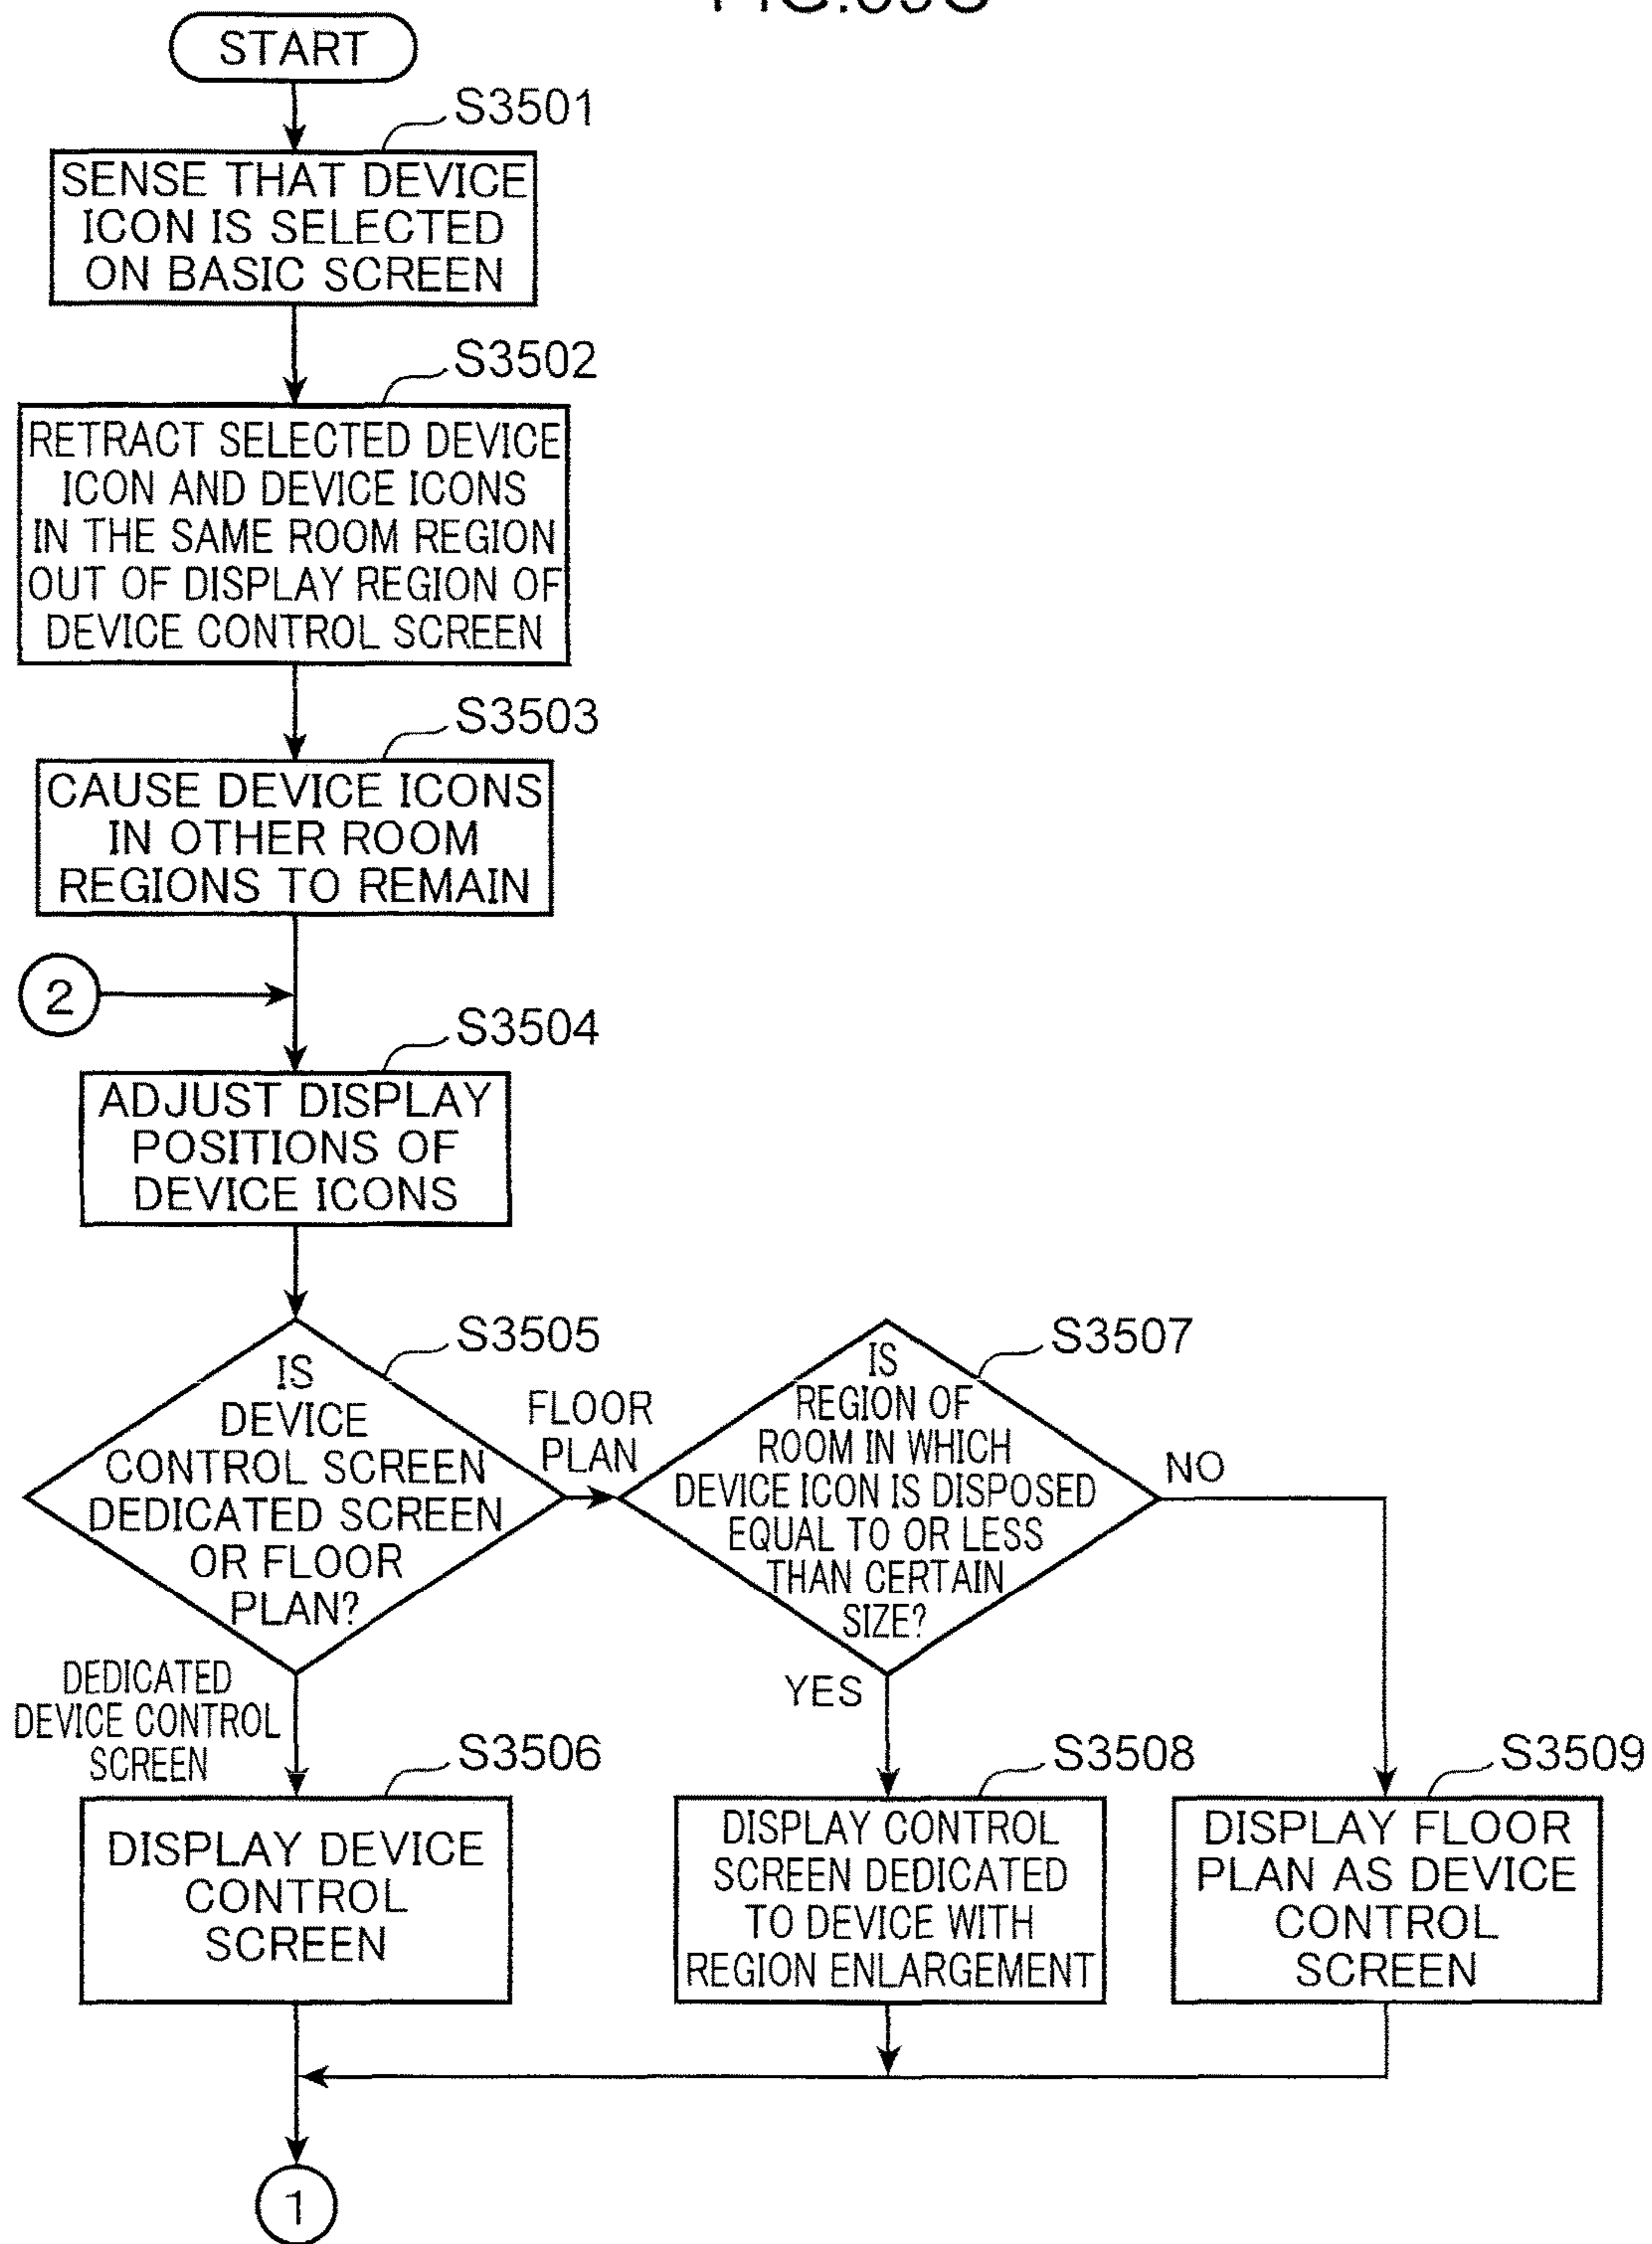 START
S3501
SENSE THAT DEVICE
ICON IS SELECTED
ON BASIC SCREEN
S3502
RETRACT SELECTED DEVICE
ICON AND DEVICE ICONS
IN THE SAME ROOM REGION
OUT OF DISPLAY REGION OF
DEVICE CONTROL SCREEN
S3503
CAUSE DEVICE ICONS
IN OTHER ROOM
REGIONS TO REMAIN
2
S3504
ADJUST DISPLAY
POSITIONS OF
DEVICE ICONS
S3505
IS
DEVICE
CONTROL SCREEN
DEDICATED SCREEN
OR FLOOR
PLAN?
FLOOR
PLAN
S3507
IS
REGION OF
ROOM IN WHICH
DEVICE ICON IS DISPOSED
EQUAL TO OR LESS
THAN CERTAIN
SIZE?
NO
YES
DEDICATED
DEVICE CONTROL
SCREEN
S3506
DISPLAY DEVICE
CONTROL
SCREEN
S3508
DISPLAY CONTROL
SCREEN DEDICATED
TO DEVICE WITH
REGION ENLARGEMENT
S3509
DISPLAY FLOOR
PLAN AS DEVICE
CONTROL
SCREEN
1